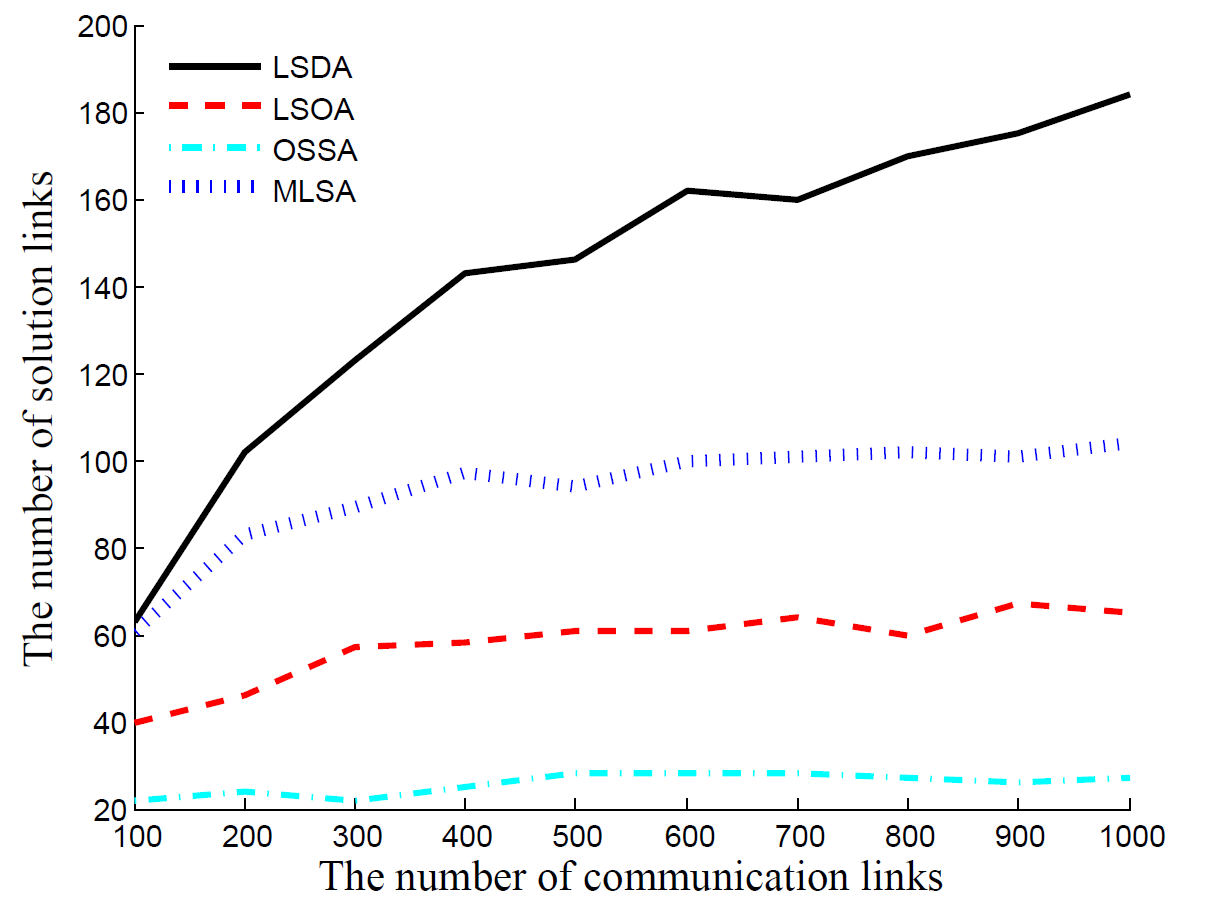 The number of solution links
200
180
160
140
120
100
80
60
40
20
LSDA
LSOA
OSSA
MLSA
100 200 300 400 500 600 700 800 900 1000
The number of communication links